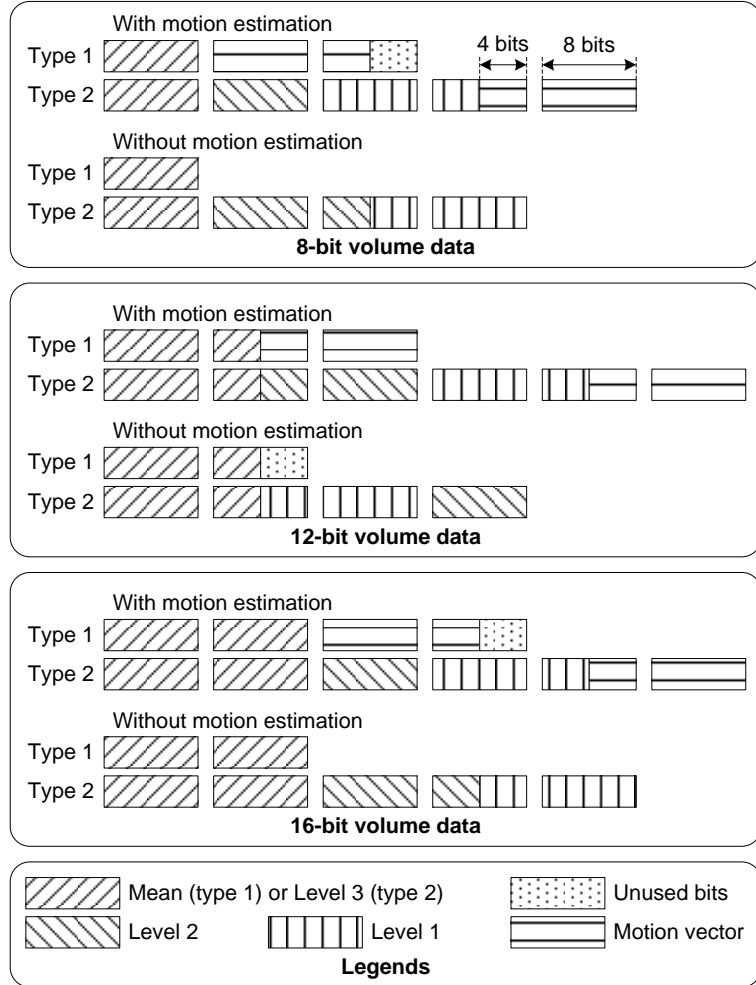 With motion estimation
Type 1
4 bits 8 bits
Type 2
Without motion estimation
Type 1
Type 2
8-bit volume data
With motion estimation
Type 1
Type 2
Without motion estimation
Type 1
Type 2
12-bit volume data
With motion estimation
Type 1
Type 2
Without motion estimation
Type 1
Type 2
16-bit volume data
Mean (type 1) or Level 3 (type 2) Unused bits
Level 2 Level 1 Motion vector
Legends